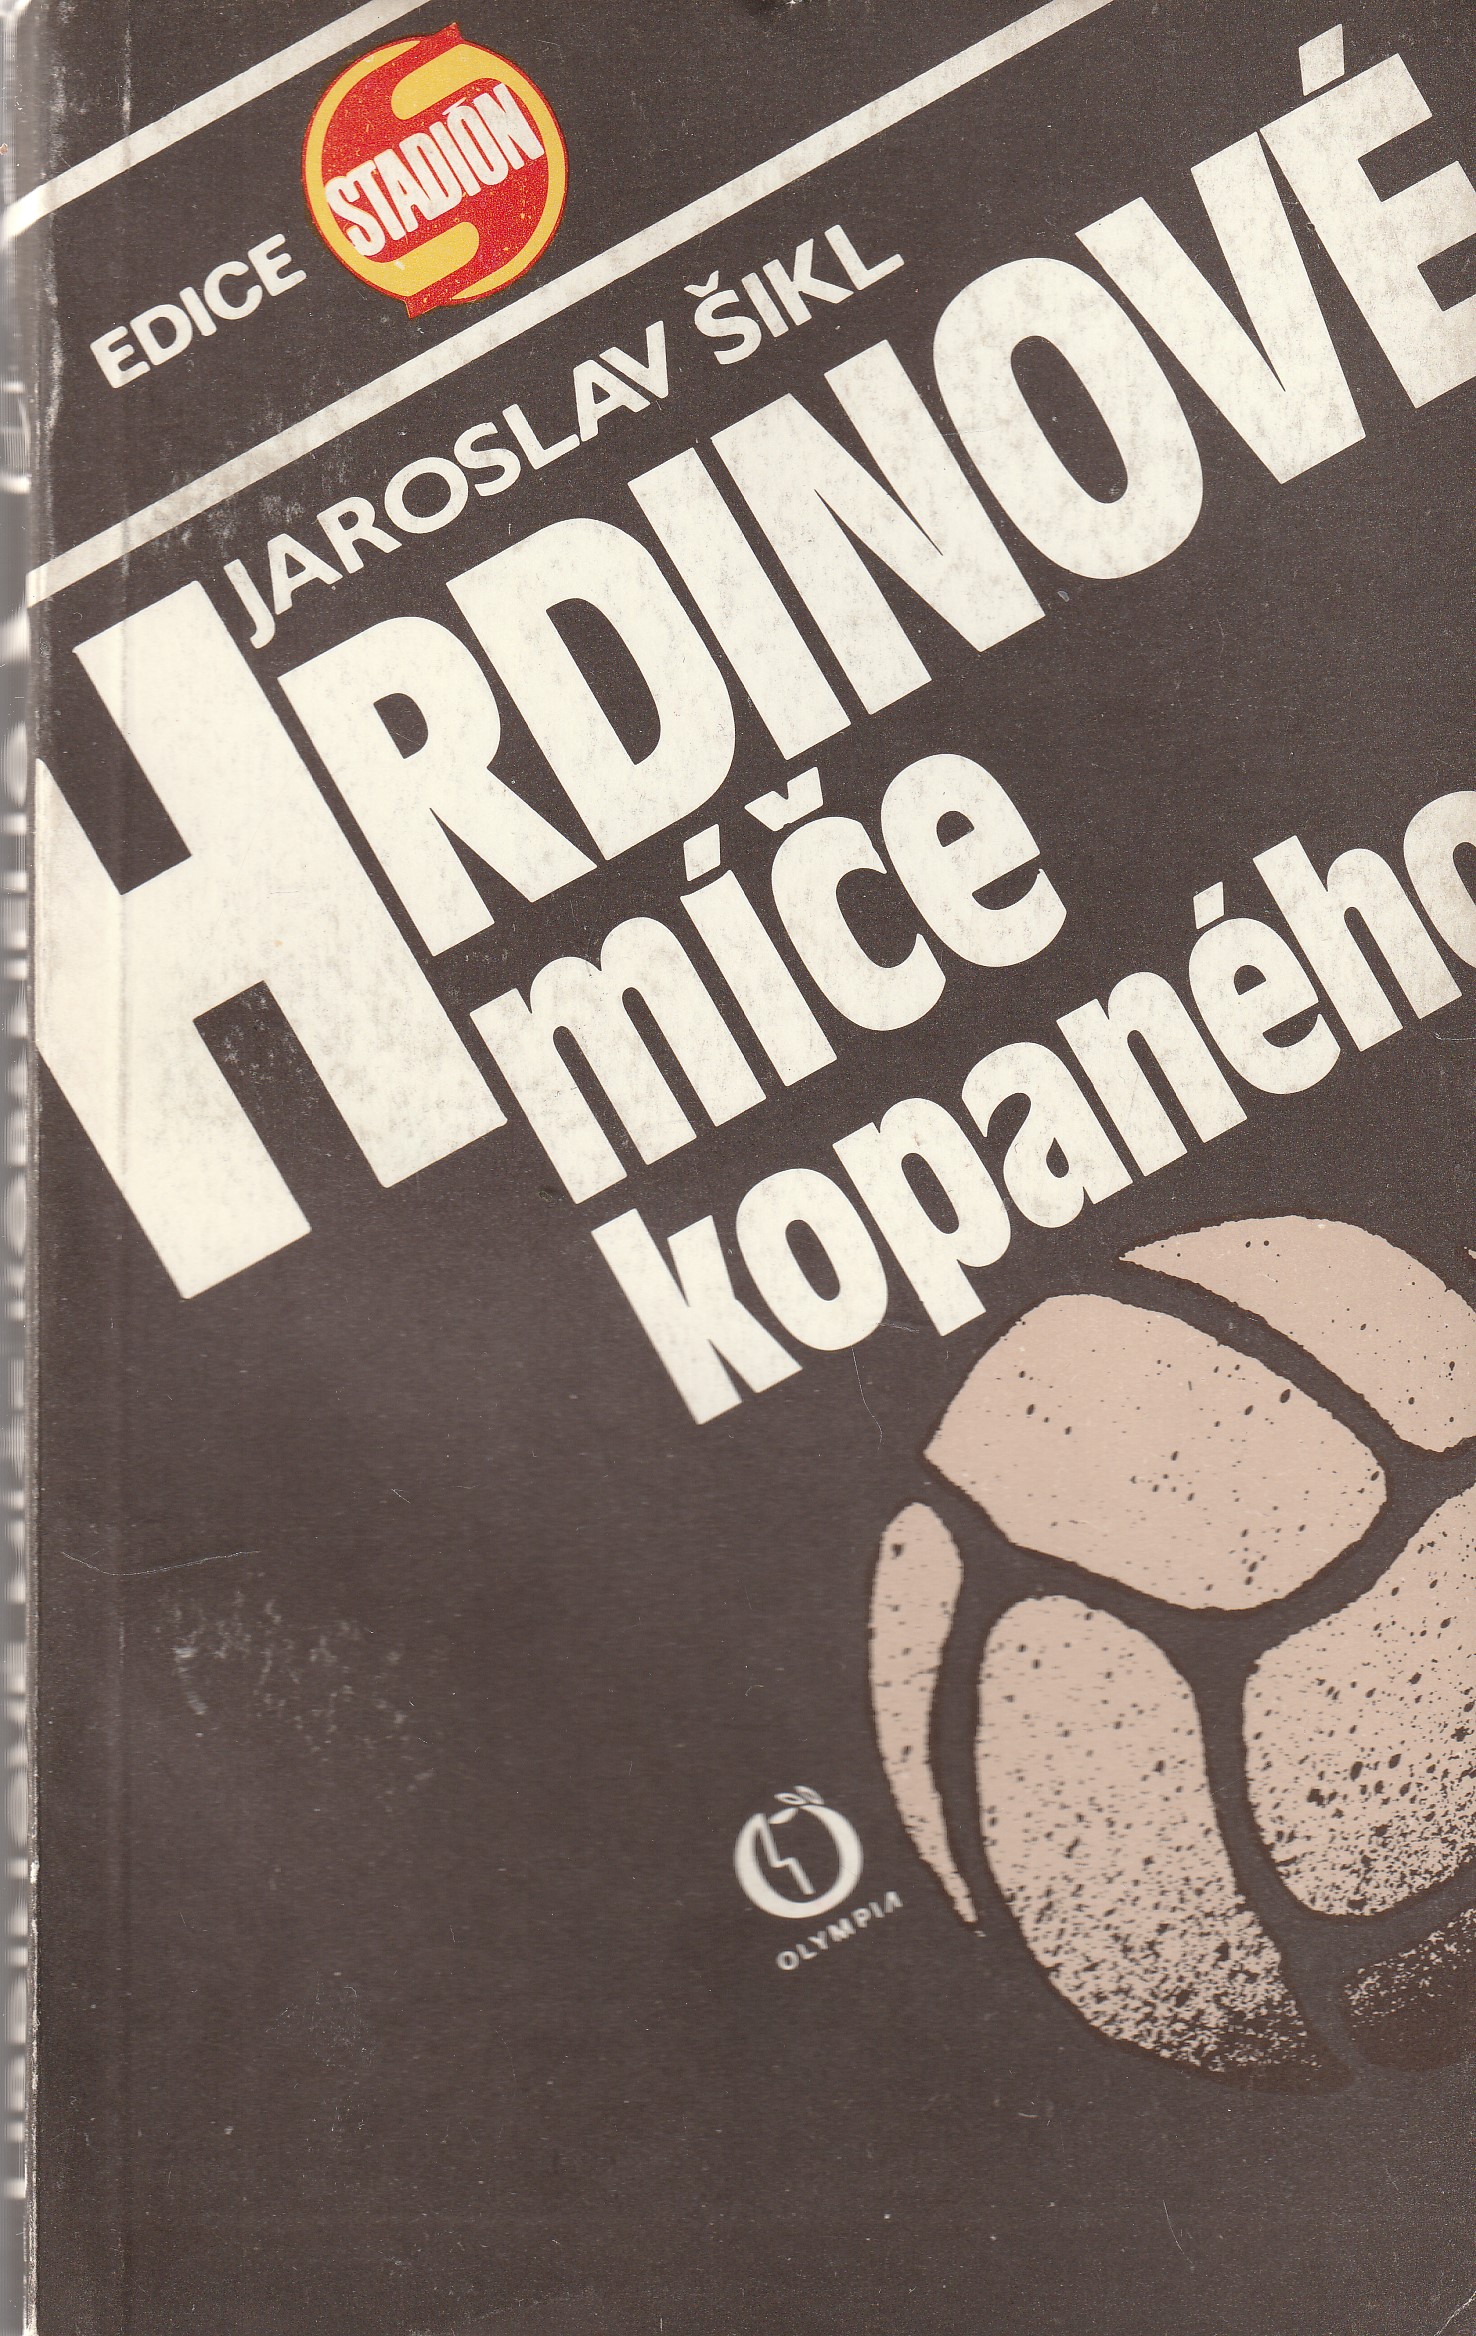 EDICE STADIÓN
JAROSLAV ŠIKL
HRDINOVÉ
míče
kopaného
OLYMPIA